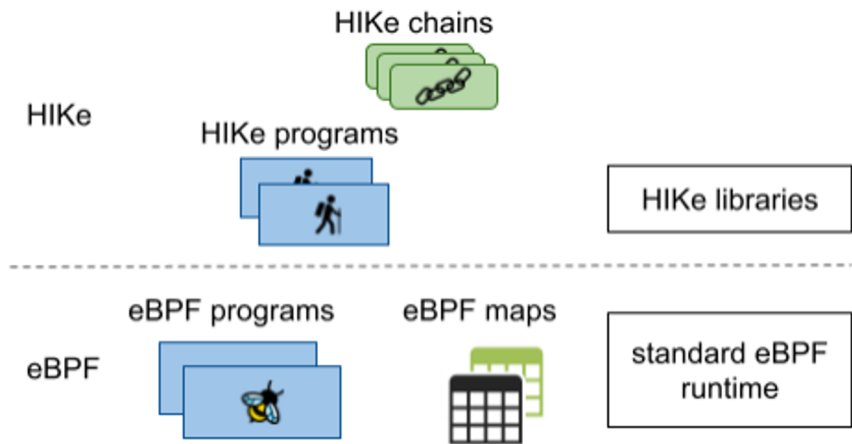 HIKe chains
HIKe
HIKe programs
HIKe libraries
eBPF programs
eBPF maps
eBPF
standard eBPF
runtime